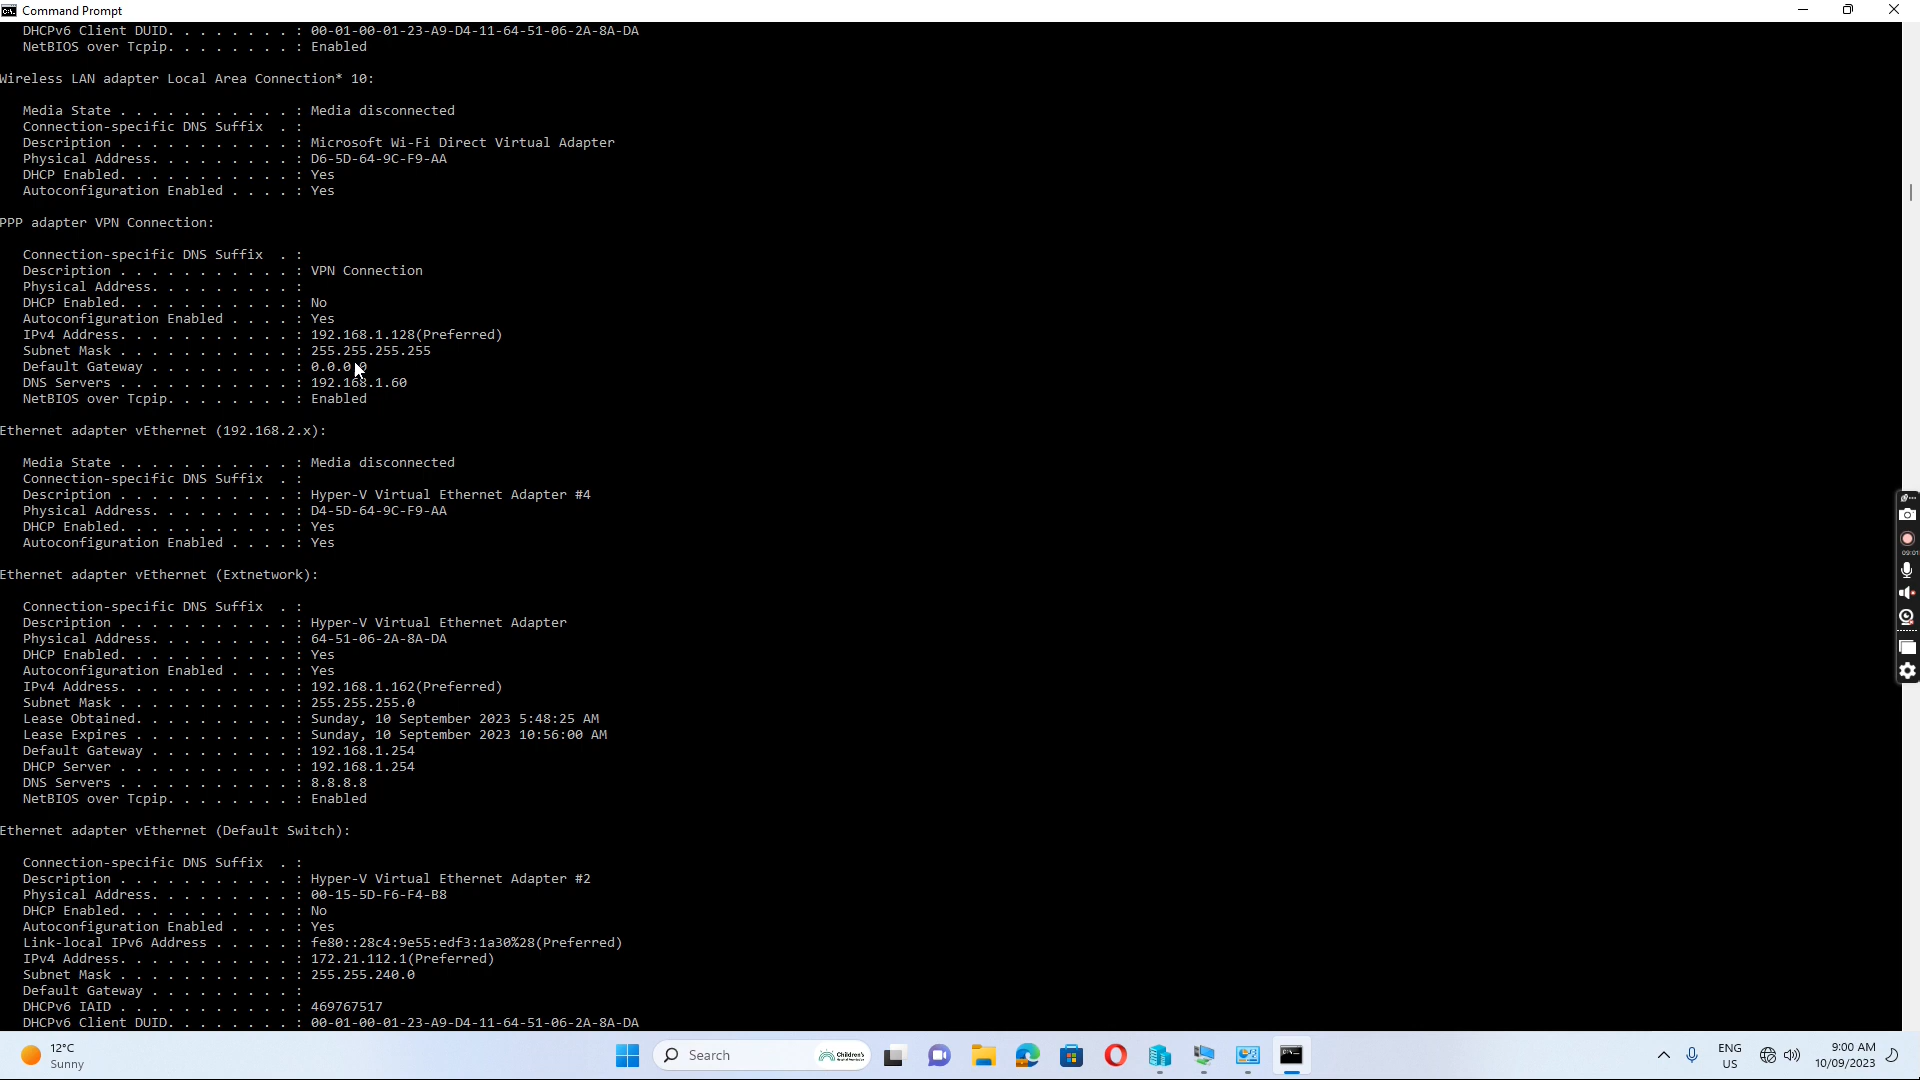 Command Prompt
DHCPv6 Client DUID. . . . . . . . : 00-01-00-01-23-A9-D4-11-64-51-06-2A-8A-DA
NetBIOS over Tcpip. . . . . . . . : Enabled
Wireless LAN adapter Local Area Connection* 10:
Media State . . . . . . . . . . . : Media disconnected
Connection-specific DNS Suffix  . :
Description . . . . . . . . . . . : Microsoft Wi-Fi Direct Virtual Adapter
Physical Address. . . . . . . . . : D6-5D-64-9C-F9-AA
DHCP Enabled. . . . . . . . . . . : Yes
Autoconfiguration Enabled . . . . : Yes
PPP adapter VPN Connection:
Connection-specific DNS Suffix  . :
Description . . . . . . . . . . . : VPN Connection
Physical Address. . . . . . . . . :
DHCP Enabled. . . . . . . . . . . : No
Autoconfiguration Enabled . . . . : Yes
IPv4 Address. . . . . . . . . . . : 192.168.1.128(Preferred)
Subnet Mask . . . . . . . . . . . : 255.255.255.255
Default Gateway . . . . . . . . . : 0.0.0.0
DNS Servers . . . . . . . . . . . : 192.168.1.60
NetBIOS over Tcpip. . . . . . . . : Enabled
Ethernet adapter vEthernet (192.168.2.x):
Media State . . . . . . . . . . . : Media disconnected
Connection-specific DNS Suffix  . :
Description . . . . . . . . . . . : Hyper-V Virtual Ethernet Adapter #4
Physical Address. . . . . . . . . : D4-5D-64-9C-F9-AA
DHCP Enabled. . . . . . . . . . . : Yes
Autoconfiguration Enabled . . . . : Yes
Ethernet adapter vEthernet (Extnetwork):
Connection-specific DNS Suffix  . :
Description . . . . . . . . . . . : Hyper-V Virtual Ethernet Adapter
Physical Address. . . . . . . . . : 64-51-06-2A-8A-DA
DHCP Enabled. . . . . . . . . . . : Yes
Autoconfiguration Enabled . . . . : Yes
IPv4 Address. . . . . . . . . . . : 192.168.1.162(Preferred)
Subnet Mask . . . . . . . . . . . : 255.255.255.0
Lease Obtained. . . . . . . . . . : Sunday, 10 September 2023 5:48:25 AM
Lease Expires . . . . . . . . . . : Sunday, 10 September 2023 10:56:00 AM
Default Gateway . . . . . . . . . : 192.168.1.254
DHCP Server . . . . . . . . . . . : 192.168.1.254
DNS Servers . . . . . . . . . . . : 8.8.8.8
NetBIOS over Tcpip. . . . . . . . : Enabled
Ethernet adapter vEthernet (Default Switch):
Connection-specific DNS Suffix  . :
Description . . . . . . . . . . . : Hyper-V Virtual Ethernet Adapter #2
Physical Address. . . . . . . . . : 00-15-5D-F6-F4-B8
DHCP Enabled. . . . . . . . . . . : No
Autoconfiguration Enabled . . . . : Yes
Link-local IPv6 Address . . . . . : fe80::28c4:9e55:edf3:1a30%28(Preferred)
IPv4 Address. . . . . . . . . . . : 172.21.112.1(Preferred)
Subnet Mask . . . . . . . . . . . : 255.255.240.0
Default Gateway . . . . . . . . . :
DHCPv6 IAID . . . . . . . . . . . : 469767517
DHCPv6 Client DUID. . . . . . . . : 00-01-00-01-23-A9-D4-11-64-51-06-2A-8A-DA
09:01
12°C
Sunny
Search
Children's
ENG
US
9:00 AM
10/09/2023